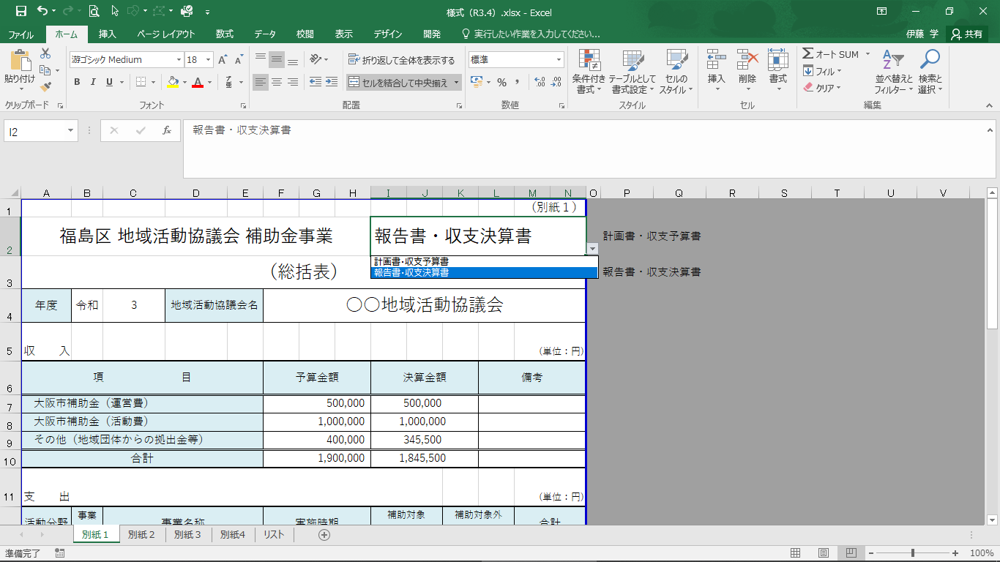 様式（R3.4）.xlsx - Excel
ファイル ホーム 挿入 ページ レイアウト 数式 データ 校閲 表示 デザイン 開発 実行したい作業を入力してください... 伊藤 学 共有
貼り付け
クリップボード
游ゴシック Medium 18
B I U A
フォント
折り返して全体を表示する
セルを結合して中央揃え
配置
標準
% ,
数値
条件付き書式
テーブルとして書式設定
セルのスタイル
スタイル
挿入 削除 書式
セル
Σ オート SUM
フィル
クリア
並べ替えとフィルター
検索と選択
編集
I2 fx 報告書・収支決算書
A B C D E F G H I J K L M N O P Q R S T U V
1 （別紙１）
2 福島区 地域活動協議会 補助金事業 報告書・収支決算書 計画書・収支予算書
計画書・収支予算書
報告書・収支決算書
3 （総括表） 報告書・収支決算書
4 年度 令和 3 地域活動協議会名 〇〇地域活動協議会
5 収　　入 （単位：円）
6 項　　目 予算金額 決算金額 備考
7 大阪市補助金（運営費） 500,000 500,000
8 大阪市補助金（活動費） 1,000,000 1,000,000
9 その他（地域団体からの拠出金等） 400,000 345,500
10 合計 1,900,000 1,845,500
11 支　　出 （単位：円）
活動分野 事業 事業名称 実施時期 補助対象 補助対象外 合計
別紙１ 別紙２ 別紙３ 別紙4 リスト
準備完了 100%